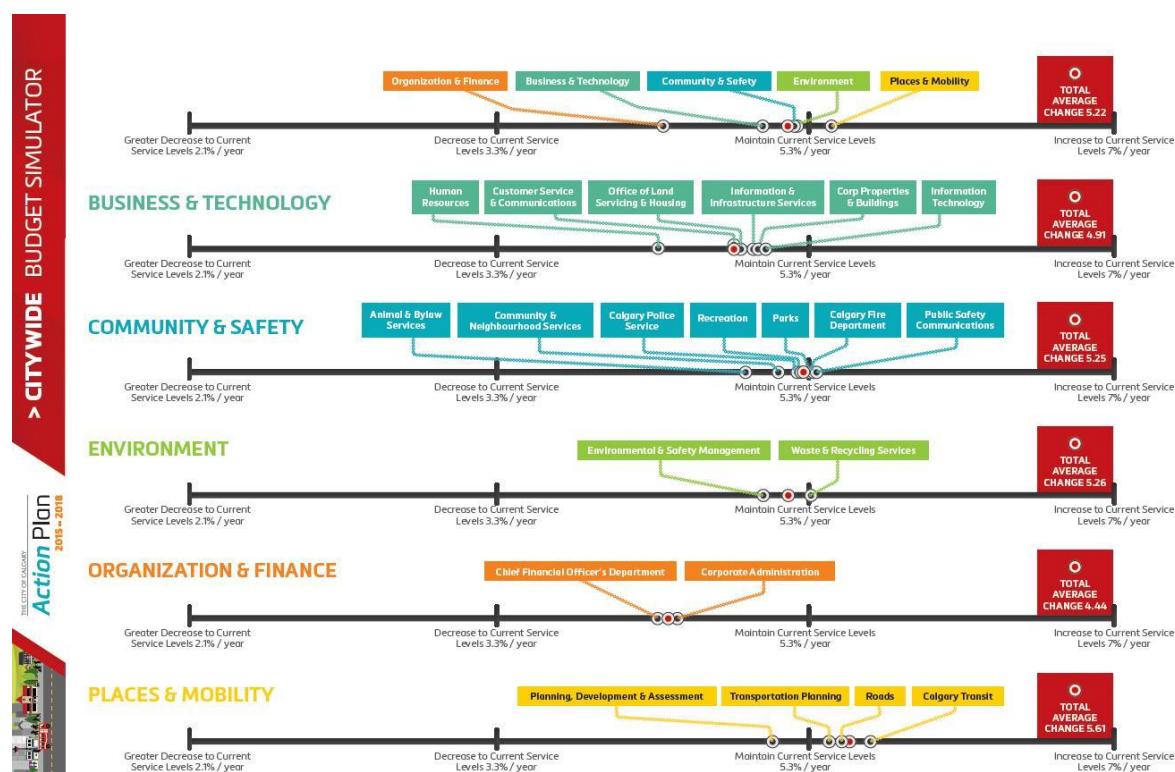 > CITYWIDE BUDGET SIMULATOR
THE CITY OF CALGARY
Action Plan
2015 – 2018
Organization & Finance
Business & Technology
Community & Safety
Environment
Places & Mobility
TOTAL
AVERAGE
CHANGE 5.22
Greater Decrease to Current
Service Levels 2.1% / year
Decrease to Current Service
Levels 3.3% / year
Maintain Current Service Levels
5.3% / year
Increase to Current Service
Levels 7% / year
BUSINESS & TECHNOLOGY
Human
Resources
Customer Service
& Communications
Office of Land
Servicing & Housing
Information &
Infrastructure Services
Corp Properties
& Buildings
Information
Technology
TOTAL
AVERAGE
CHANGE 4.91
Greater Decrease to Current
Service Levels 2.1% / year
Decrease to Current Service
Levels 3.3% / year
Maintain Current Service Levels
5.3% / year
Increase to Current Service
Levels 7% / year
COMMUNITY & SAFETY
Animal & Bylaw
Services
Community &
Neighbourhood Services
Calgary Police
Service
Recreation
Parks
Calgary Fire
Department
Public Safety
Communications
TOTAL
AVERAGE
CHANGE 5.25
Greater Decrease to Current
Service Levels 2.1% / year
Decrease to Current Service
Levels 3.3% / year
Maintain Current Service Levels
5.3% / year
Increase to Current Service
Levels 7% / year
ENVIRONMENT
Environmental & Safety Management
Waste & Recycling Services
TOTAL
AVERAGE
CHANGE 5.26
Greater Decrease to Current
Service Levels 2.1% / year
Decrease to Current Service
Levels 3.3% / year
Maintain Current Service Levels
5.3% / year
Increase to Current Service
Levels 7% / year
ORGANIZATION & FINANCE
Chief Financial Officer's Department
Corporate Administration
TOTAL
AVERAGE
CHANGE 4.44
Greater Decrease to Current
Service Levels 2.1% / year
Decrease to Current Service
Levels 3.3% / year
Maintain Current Service Levels
5.3% / year
Increase to Current Service
Levels 7% / year
PLACES & MOBILITY
Planning, Development & Assessment
Transportation Planning
Roads
Calgary Transit
TOTAL
AVERAGE
CHANGE 5.61
Greater Decrease to Current
Service Levels 2.1% / year
Decrease to Current Service
Levels 3.3% / year
Maintain Current Service Levels
5.3% / year
Increase to Current Service
Levels 7% / year